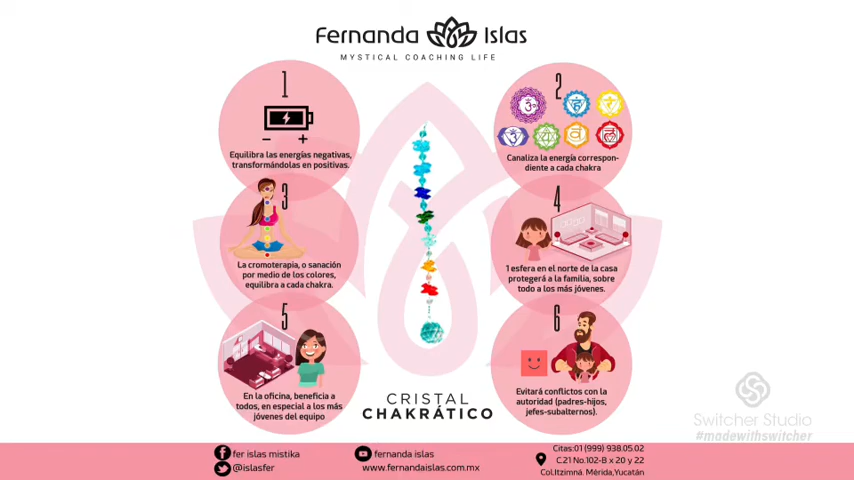 Fernanda Islas
MYSTICAL COACHING LIFE
1
Equilibra las energías negativas,
transformándolas en positivas.
2
Canaliza la energía correspon-
diente a cada chakra
3
La cromoterapia, o sanación
por medio de los colores,
equilibra a cada chakra.
4
1 esfera en el norte de la casa
protegerá a la familia, sobre
todo a los más jóvenes.
5
En la oficina, beneficia a
todos, en especial a los más
jóvenes del equipo
6
Evitará conflictos con la
autoridad (padres-hijos,
jefes-subalternos).
CRISTAL
CHAKRÁTICO
Switcher Studio
#madewithswitcher
fer islas mistika
@islasfer
fernanda islas
www.fernandaislas.com.mx
Citas:01 (999) 938.05.02
C.21 No.102-B x 20 y 22
Col.Itzimná. Mérida,Yucatán